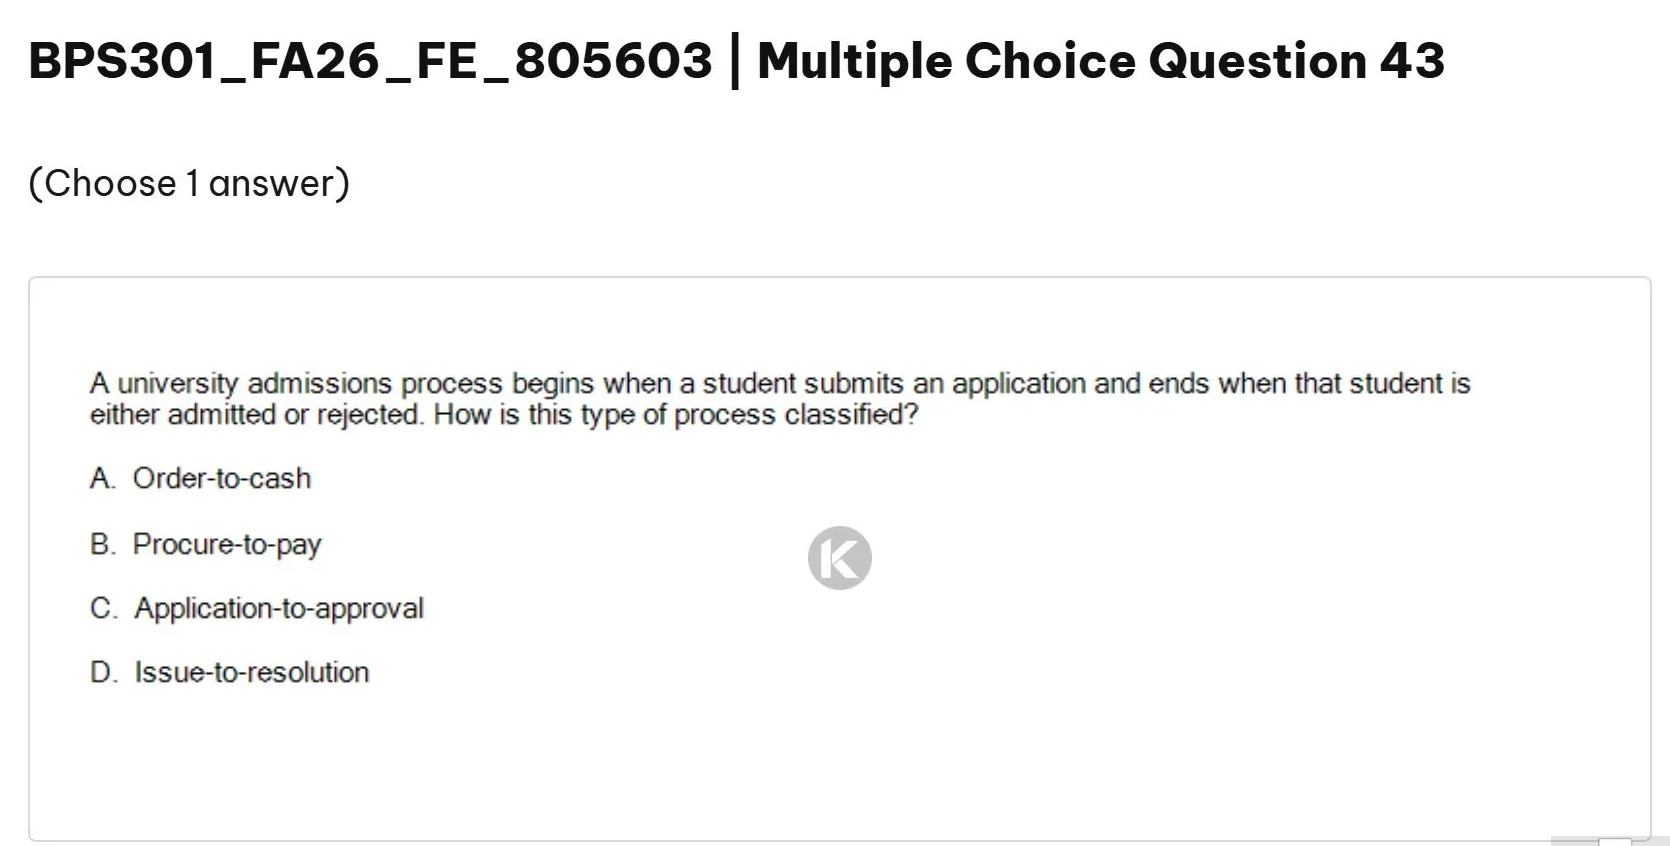 BPS301_FA26_FE_805603 | Multiple Choice Question 43
(Choose 1 answer)
A university admissions process begins when a student submits an application and ends when that student is
either admitted or rejected. How is this type of process classified?
A. Order-to-cash
B. Procure-to-pay
K
C. Application-to-approval
D. Issue-to-resolution